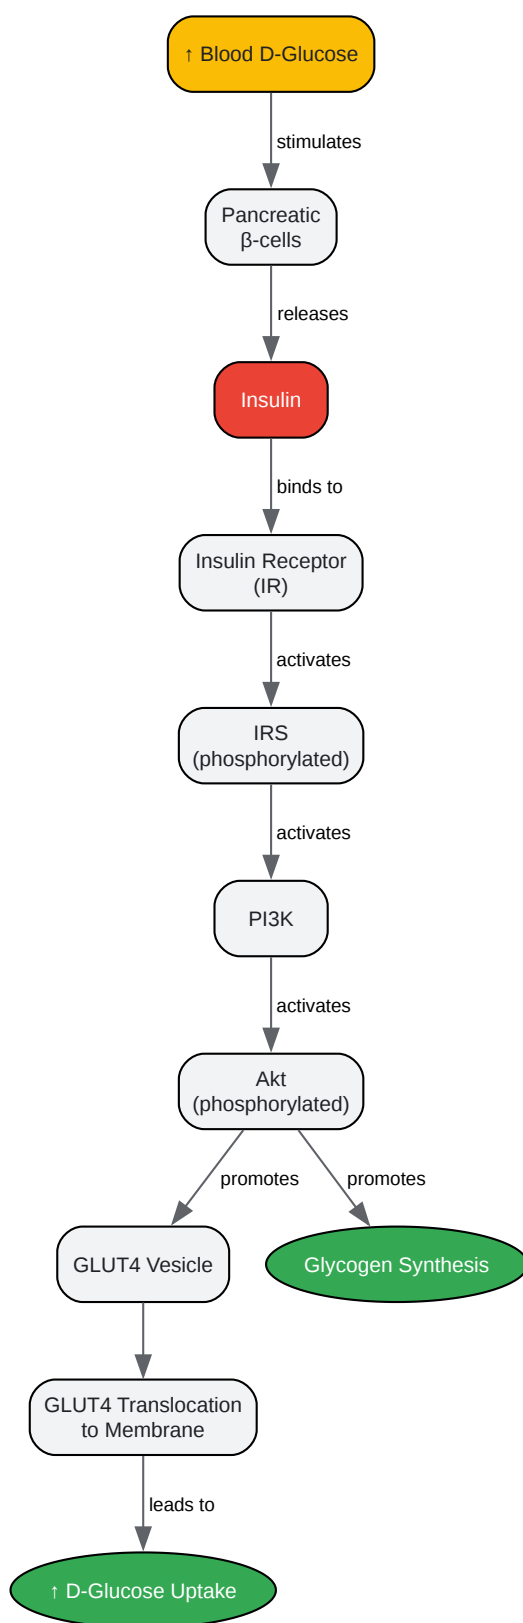 ↑ Blood D-Glucose
stimulates
Pancreatic
β-cells
releases
Insulin
binds to
Insulin Receptor
(IR)
activates
IRS
(phosphorylated)
activates
PI3K
activates
Akt
(phosphorylated)
promotes
promotes
GLUT4 Vesicle
Glycogen Synthesis
GLUT4 Translocation
to Membrane
leads to
↑ D-Glucose Uptake